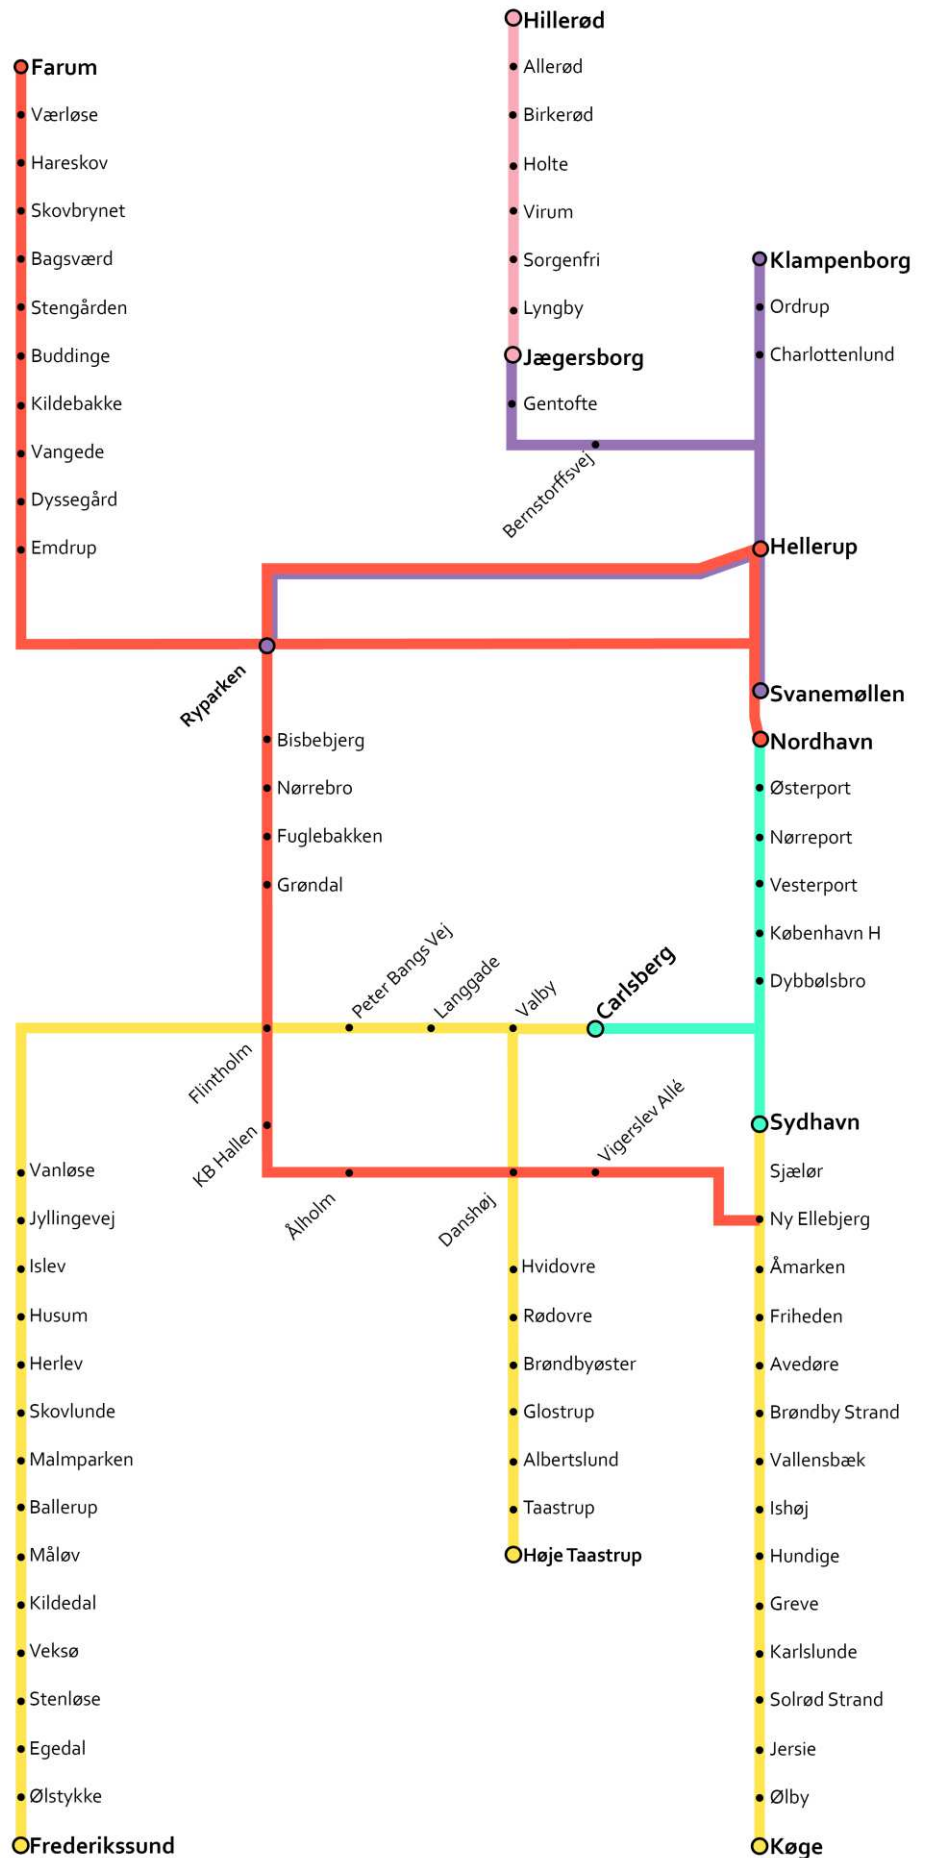 Hillerød
Allerød
Birkerød
Holte
Virum
Sorgenfri
Lyngby
Jægersborg
Gentofte
Bernstorffsvej
Farum
Værløse
Hareskov
Skovbrynet
Bagsværd
Stengården
Buddinge
Kildebakke
Vangede
Dyssegård
Emdrup
Klampenborg
Ordrup
Charlottenlund
Hellerup
Svanemøllen
Nordhavn
Østerport
Nørreport
Vesterport
København H
Dybbølsbro
Ryparken
Bisbebjerg
Nørrebro
Fuglebakken
Grøndal
Flintholm
Peter Bangs Vej
Langgade
Valby
Carlsberg
KB Hallen
Ålholm
Danshøj
Vigerslev Allé
Sydhavn
Sjælør
Ny Ellebjerg
Åmarken
Friheden
Avedøre
Brøndby Strand
Vallensbæk
Ishøj
Hundige
Greve
Karlslunde
Solrød Strand
Jersie
Ølby
Køge
Vanløse
Jyllingevej
Islev
Husum
Herlev
Skovlunde
Malmparken
Ballerup
Måløv
Kildedal
Veksø
Stenløse
Egedal
Ølstykke
Frederikssund
Hvidovre
Rødovre
Brøndbyøster
Glostrup
Albertslund
Taastrup
Høje Taastrup